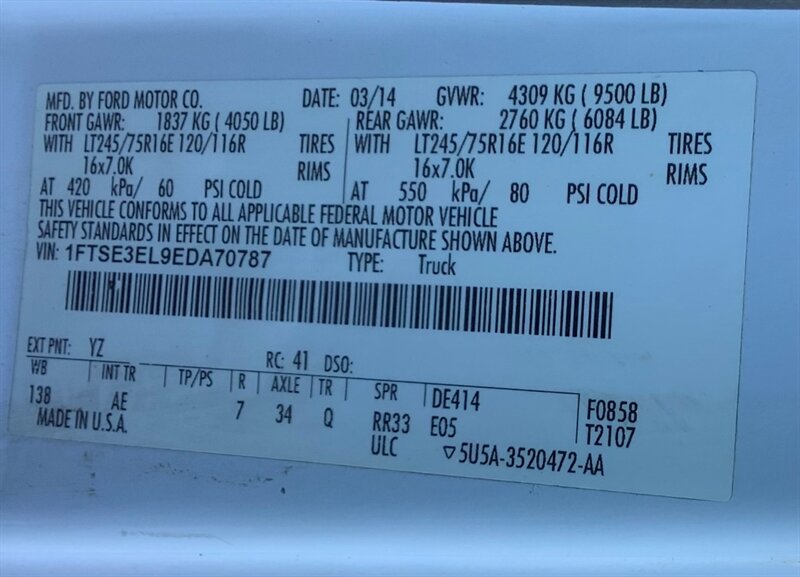 MFD. BY FORD MOTOR CO. DATE: 03/14 GVWR: 4309 KG ( 9500 LB)
FRONT GAWR: 1837 KG ( 4050 LB) REAR GAWR: 2760 KG ( 6084 LB)
WITH LT245/75R16E 120/116R TIRES WITH LT245/75R16E 120/116R TIRES
16x7.0K RIMS 16x7.0K RIMS
AT 420 kPa/ 60 PSI COLD AT 550 kPa/ 80 PSI COLD
THIS VEHICLE CONFORMS TO ALL APPLICABLE FEDERAL MOTOR VEHICLE
SAFETY STANDARDS IN EFFECT ON THE DATE OF MANUFACTURE SHOWN ABOVE.
VIN: 1FTSE3EL9EDA70787 TYPE: Truck
EXT PNT: YZ RC: 41 DSO:
WB INT TR TP/PS R AXLE TR SPR DE414 F0858
138 AE 7 34 Q RR33 E05 T2107
MADE IN U.S.A. ULC ▽5U5A-3520472-AA